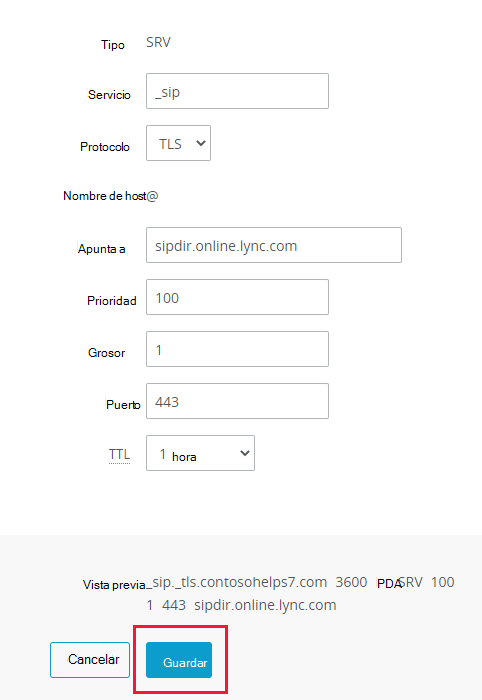 Tipo SRV
Servicio _sip
Protocolo TLS
Nombre de host @
Apunta a sipdir.online.lync.com
Prioridad 100
Grosor 1
Puerto 443
TTL 1 hora
Vista previa _sip._tls.contosohelps7.com 3600 PDA SRV 100
1 443 sipdir.online.lync.com
Cancelar Guardar